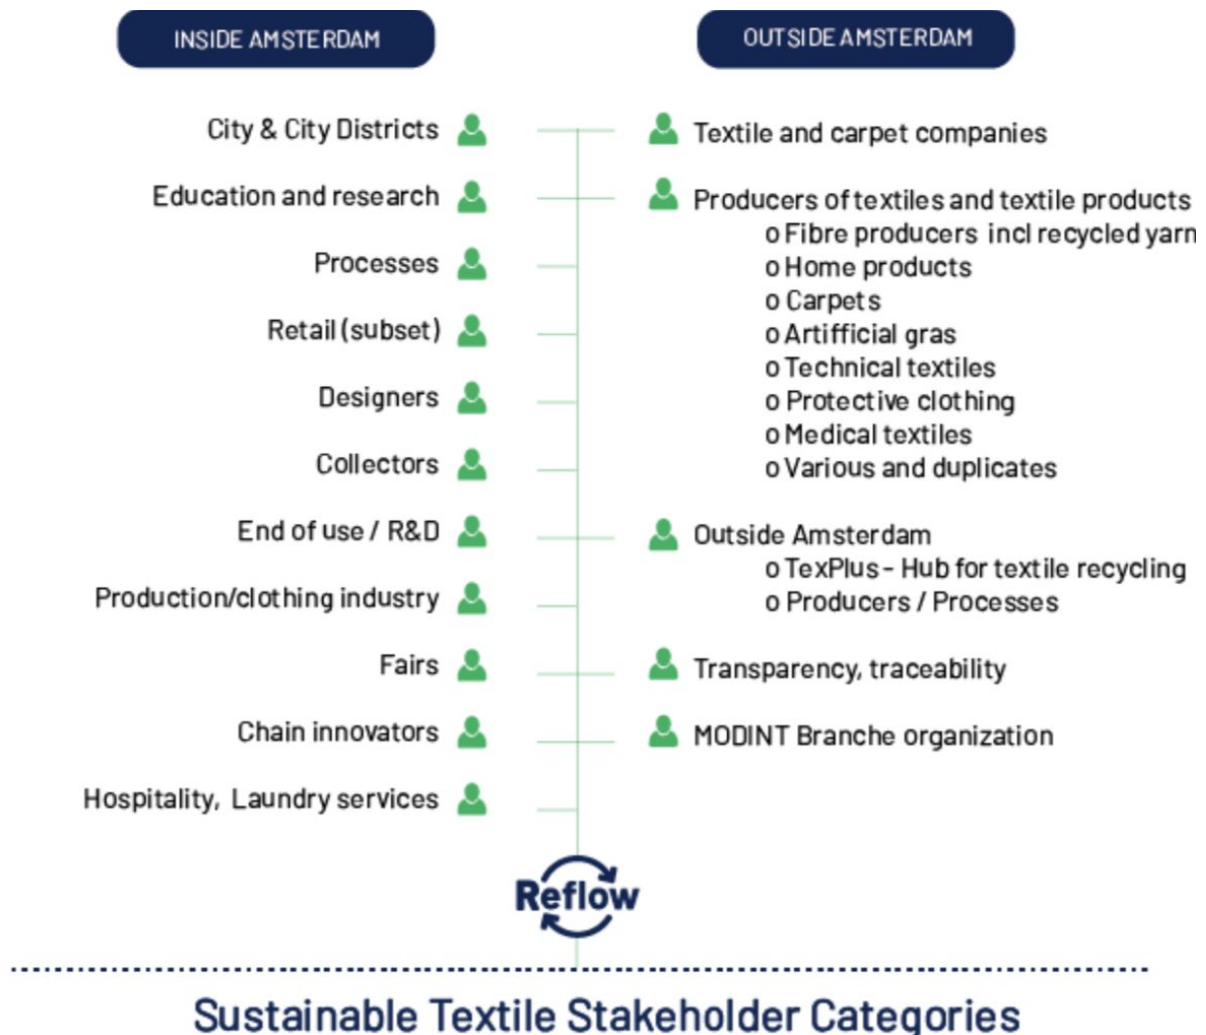 INSIDE AMSTERDAM
City & City Districts
Education and research
Processes
Retail (subset)
Designers
Collectors
End of use / R&D
Production/clothing industry
Fairs
Chain innovators
Hospitality, Laundry services
OUTSIDE AMSTERDAM
Textile and carpet companies
Producers of textiles and textile products
o Fibre producers incl recycled yarn
o Home products
o Carpets
o Artifficial gras
o Technical textiles
o Protective clothing
o Medical textiles
o Various and duplicates
Outside Amsterdam
o TexPlus - Hub for textile recycling
o Producers / Processes
Transparency, traceability
MODINT Branche organization
Reflow
Sustainable Textile Stakeholder Categories